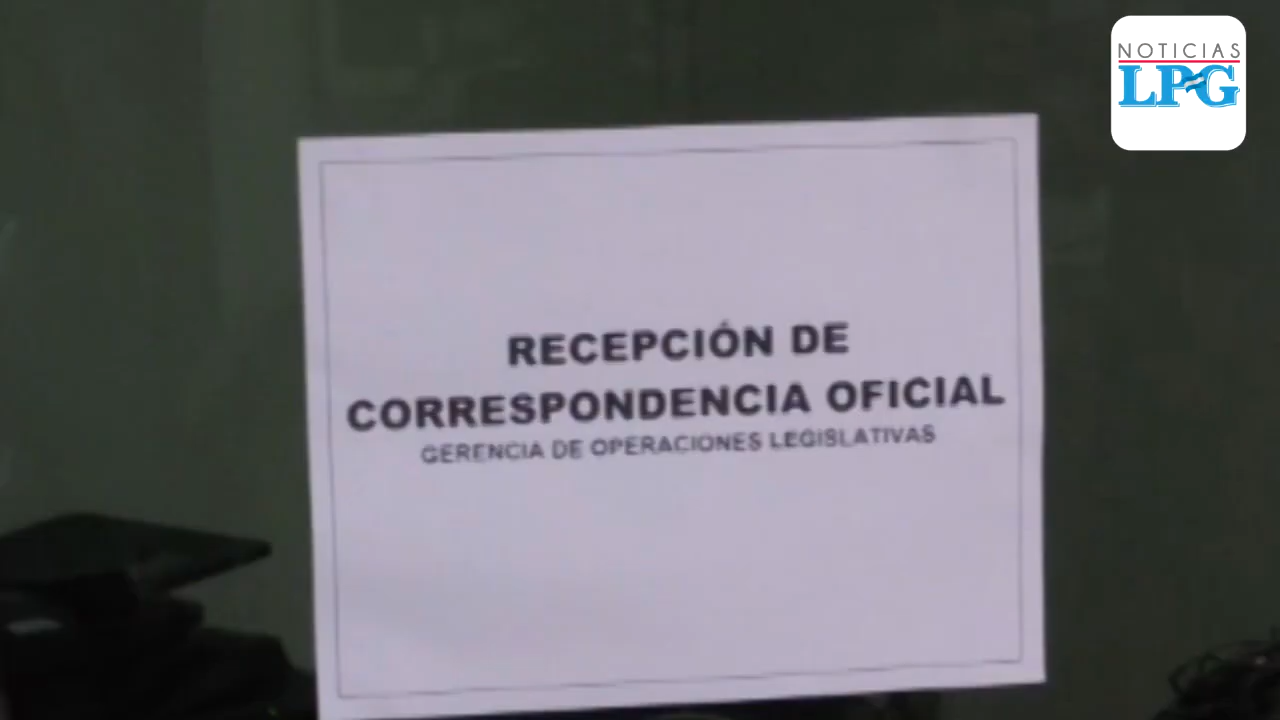 NOTICIAS
LPG
RECEPCIÓN DE
CORRESPONDENCIA OFICIAL
GERENCIA DE OPERACIONES LEGISLATIVAS